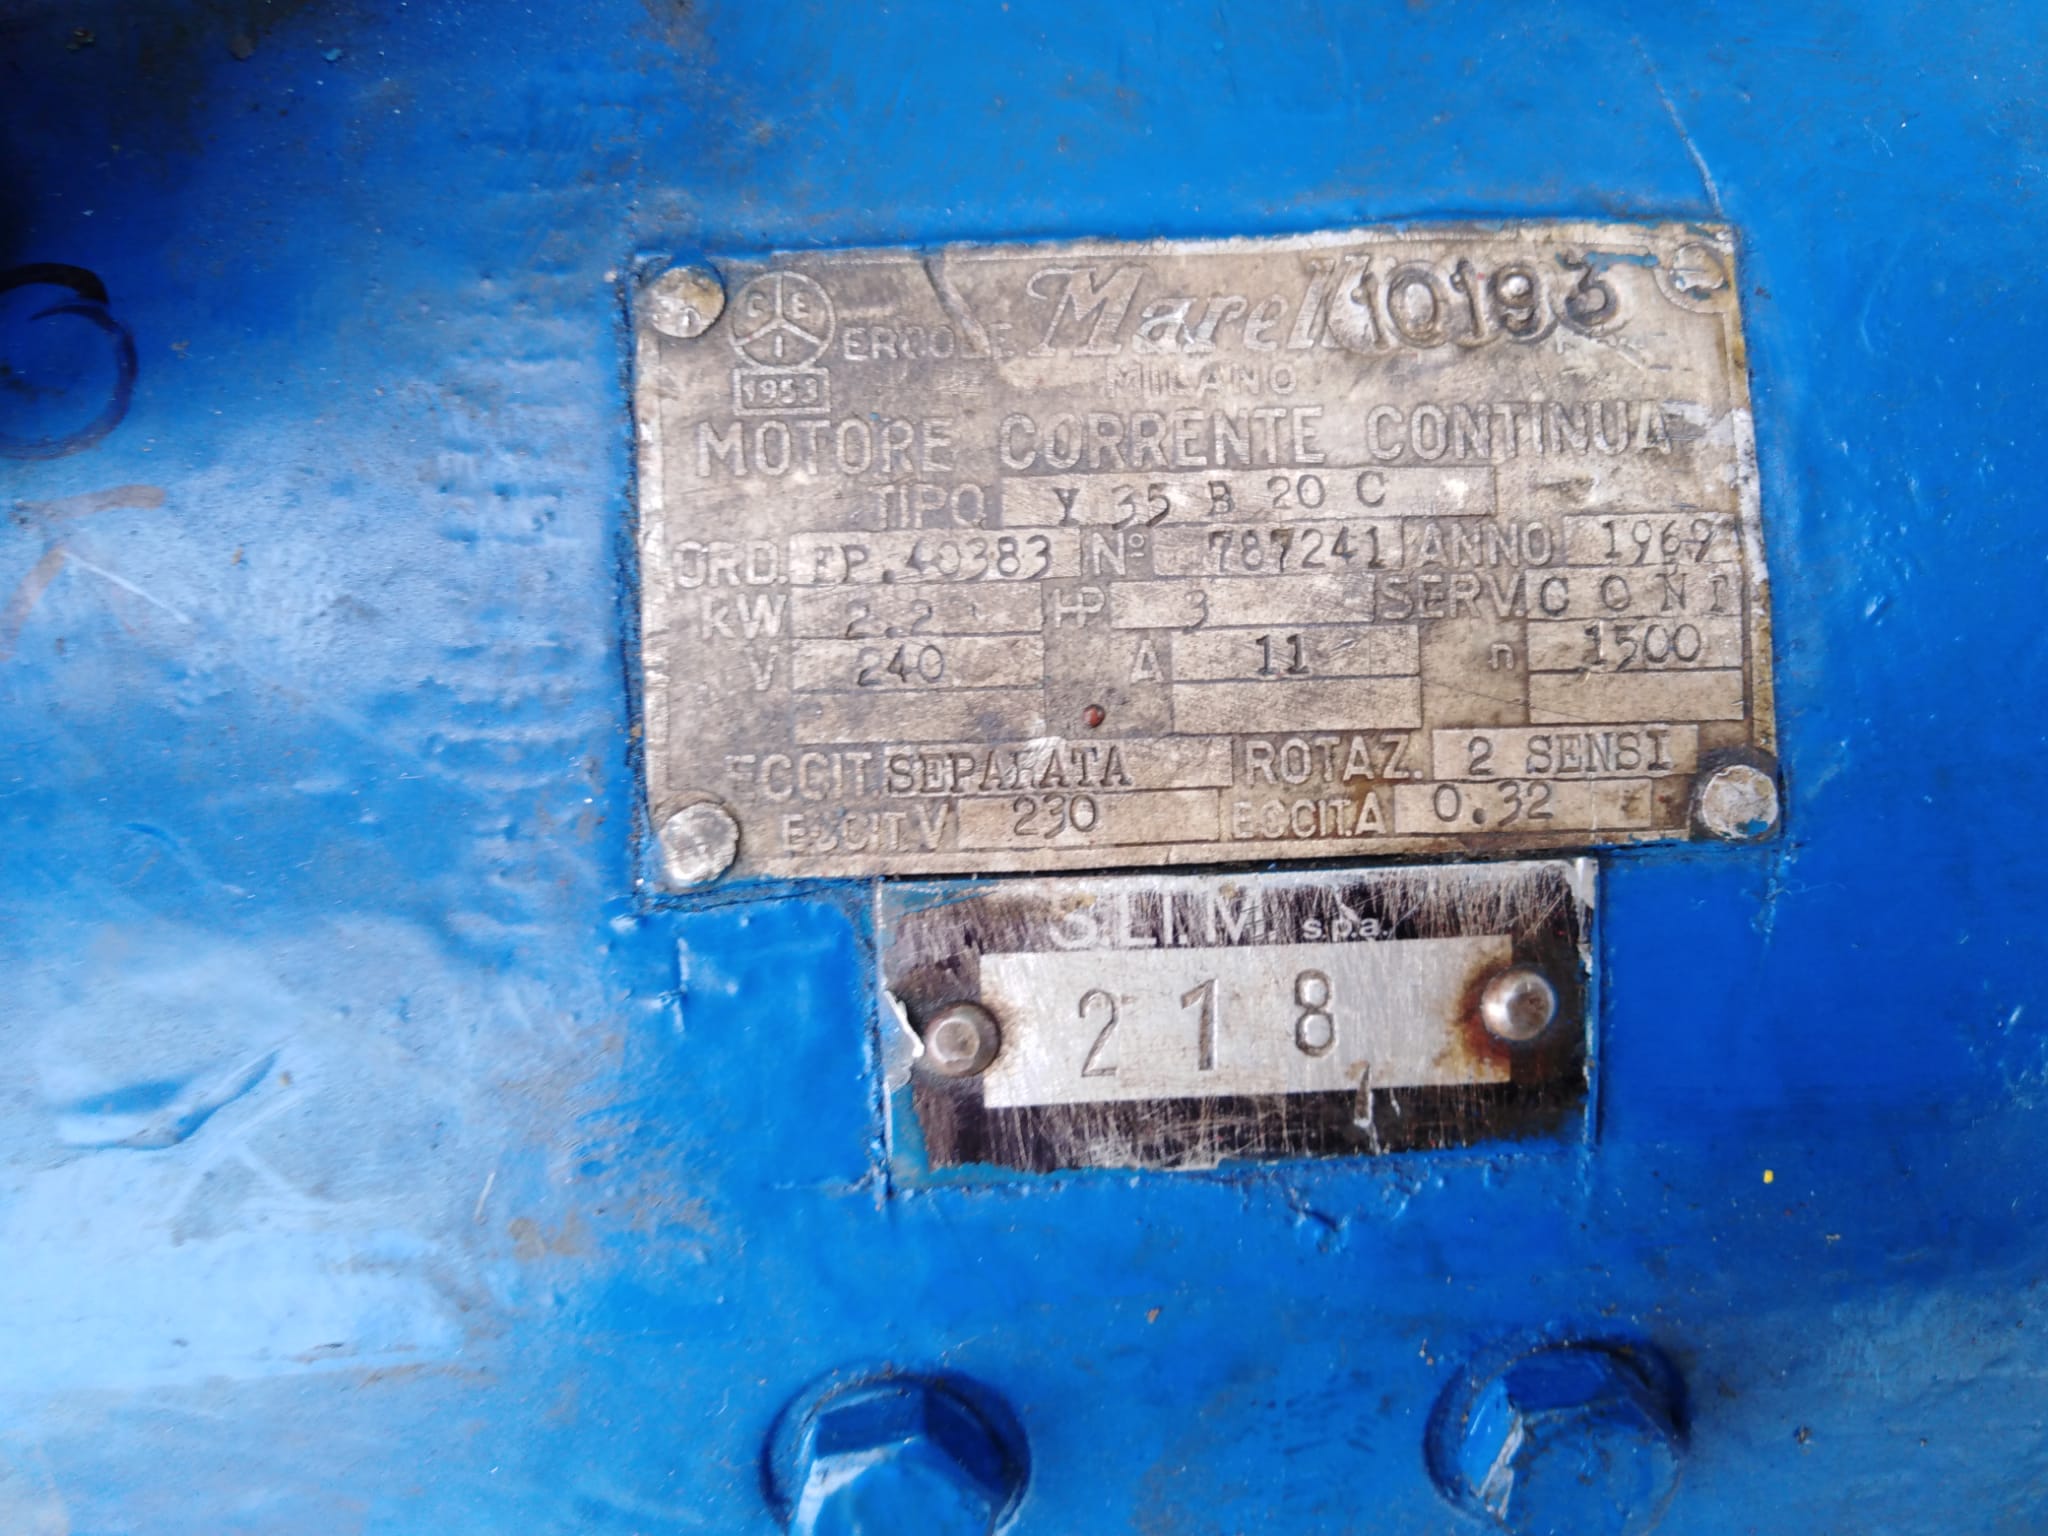 C E I
1953
ERCOLE Marelli 10193
MILANO
MOTORE CORRENTE CONTINUA
TIPO Y 35 B 20 C
ORD. FP.40383 Nº 787241 ANNO 1969
kW 2.2 HP 3 SERV. CONT
V 240 A 11 n 1500
ECCIT. SEPARATA ROTAZ. 2 SENSI
ECCIT.V 230 ECCIT.A 0.32
S.LI.M. s.p.a.
218